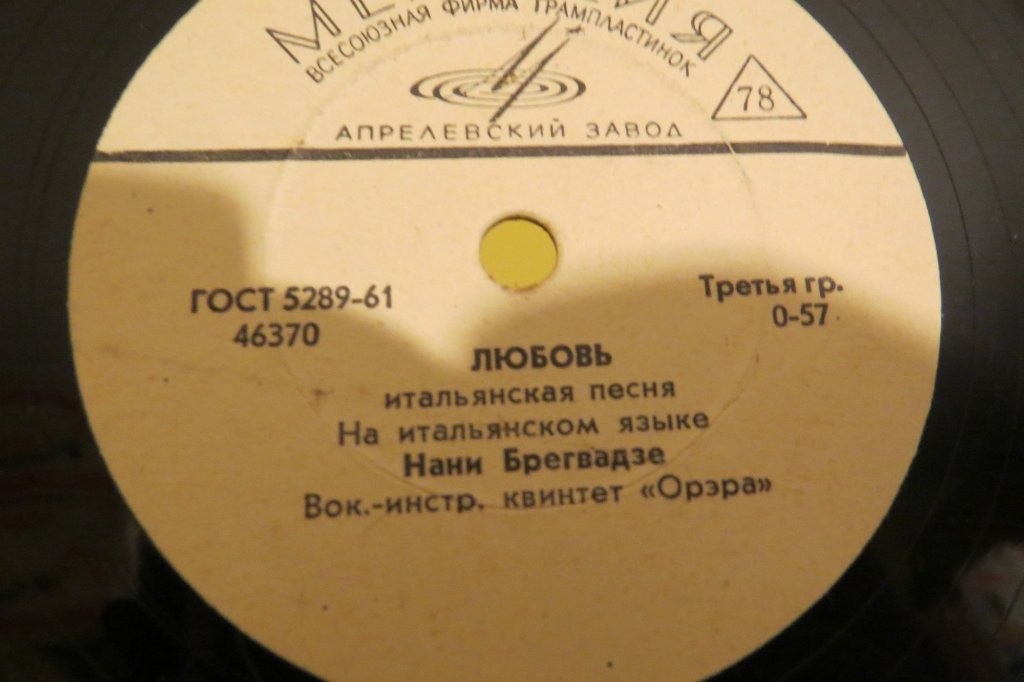 ВСЕСОЮЗНАЯ ФИРМА ГРАМПЛАСТИНОК
78
АПРЕЛЕВСКИЙ ЗАВОД
ГОСТ 5289-61
46370
Третья гр.
0-57
ЛЮБОВЬ
итальянская песня
На итальянском языке
Нани Брегвадзе
Вок.-инстр. квинтет «Орэра»